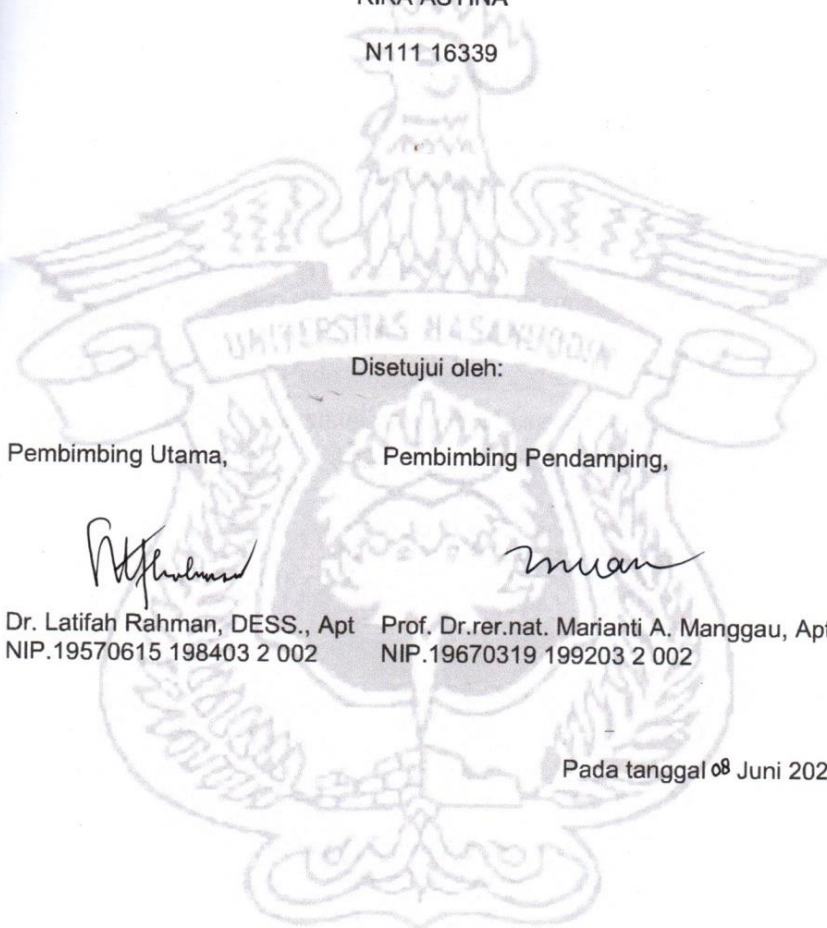 N111 16339
UNIVERSITAS HASANUDDIN
Disetujui oleh:
Pembimbing Utama, Pembimbing Pendamping,
Dr. Latifah Rahman, DESS., Apt Prof. Dr.rer.nat. Marianti A. Manggau, Apt
NIP.19570615 198403 2 002 NIP.19670319 199203 2 002
Pada tanggal 08 Juni 202